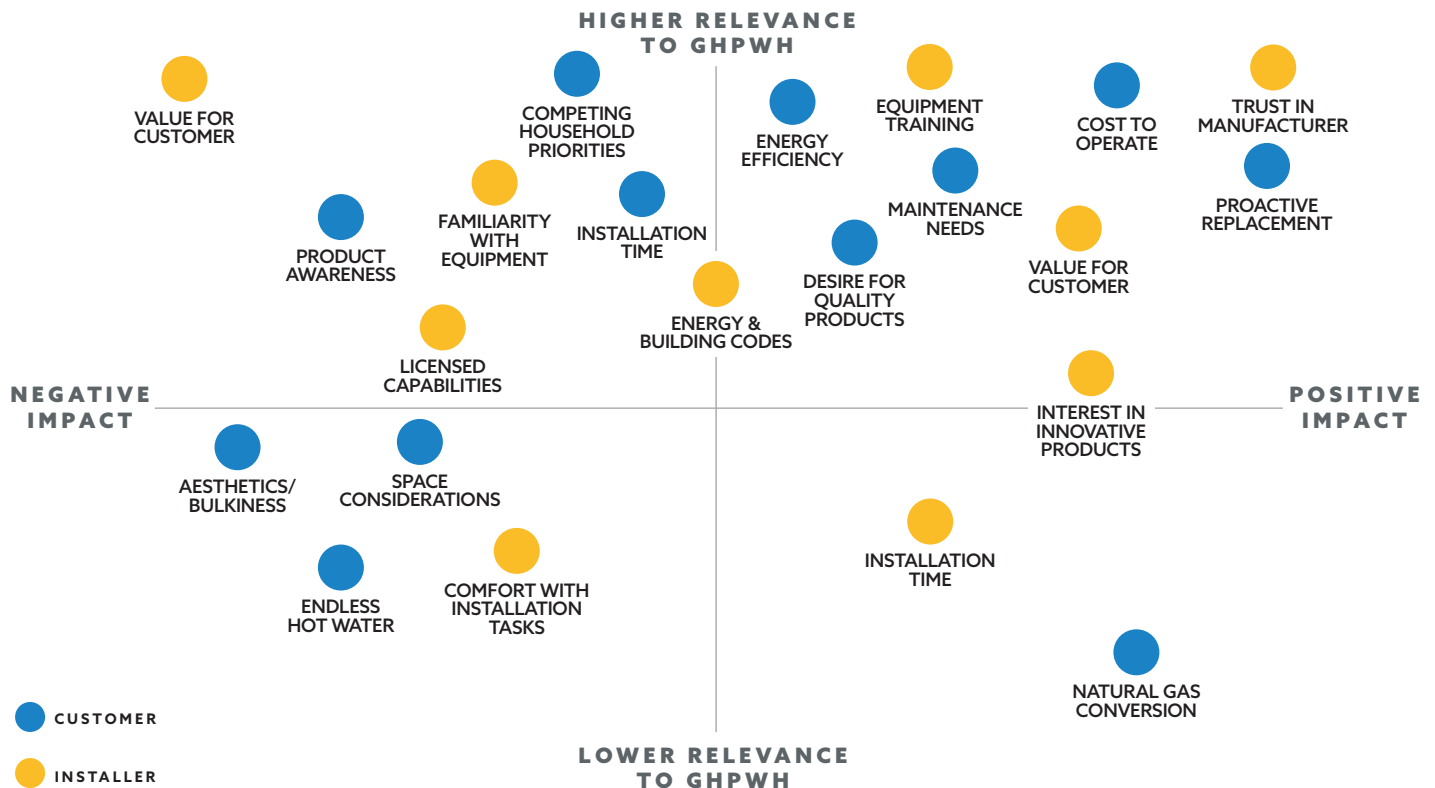 HIGHER RELEVANCE
TO GHPWH
VALUE FOR
CUSTOMER
COMPETING
HOUSEHOLD
PRIORITIES
ENERGY
EFFICIENCY
EQUIPMENT
TRAINING
COST TO
OPERATE
TRUST IN
MANUFACTURER
PRODUCT
AWARENESS
FAMILIARITY
WITH
EQUIPMENT
INSTALLATION
TIME
MAINTENANCE
NEEDS
PROACTIVE
REPLACEMENT
DESIRE FOR
QUALITY
PRODUCTS
VALUE FOR
CUSTOMER
ENERGY &
BUILDING CODES
LICENSED
CAPABILITIES
NEGATIVE
IMPACT
POSITIVE
IMPACT
INTEREST IN
INNOVATIVE
PRODUCTS
AESTHETICS/
BULKINESS
SPACE
CONSIDERATIONS
INSTALLATION
TIME
ENDLESS
HOT WATER
COMFORT WITH
INSTALLATION
TASKS
NATURAL GAS
CONVERSION
CUSTOMER
INSTALLER
LOWER RELEVANCE
TO GHPWH